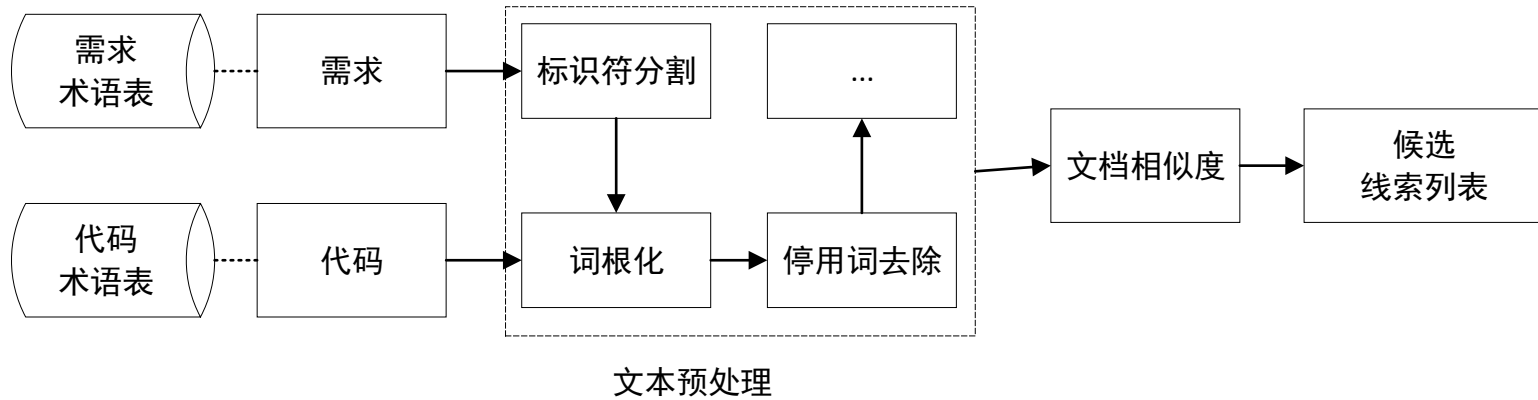 需求
术语表
需求
标识符分割
...
代码
术语表
代码
词根化
停用词去除
文档相似度
候选
线索列表
文本预处理